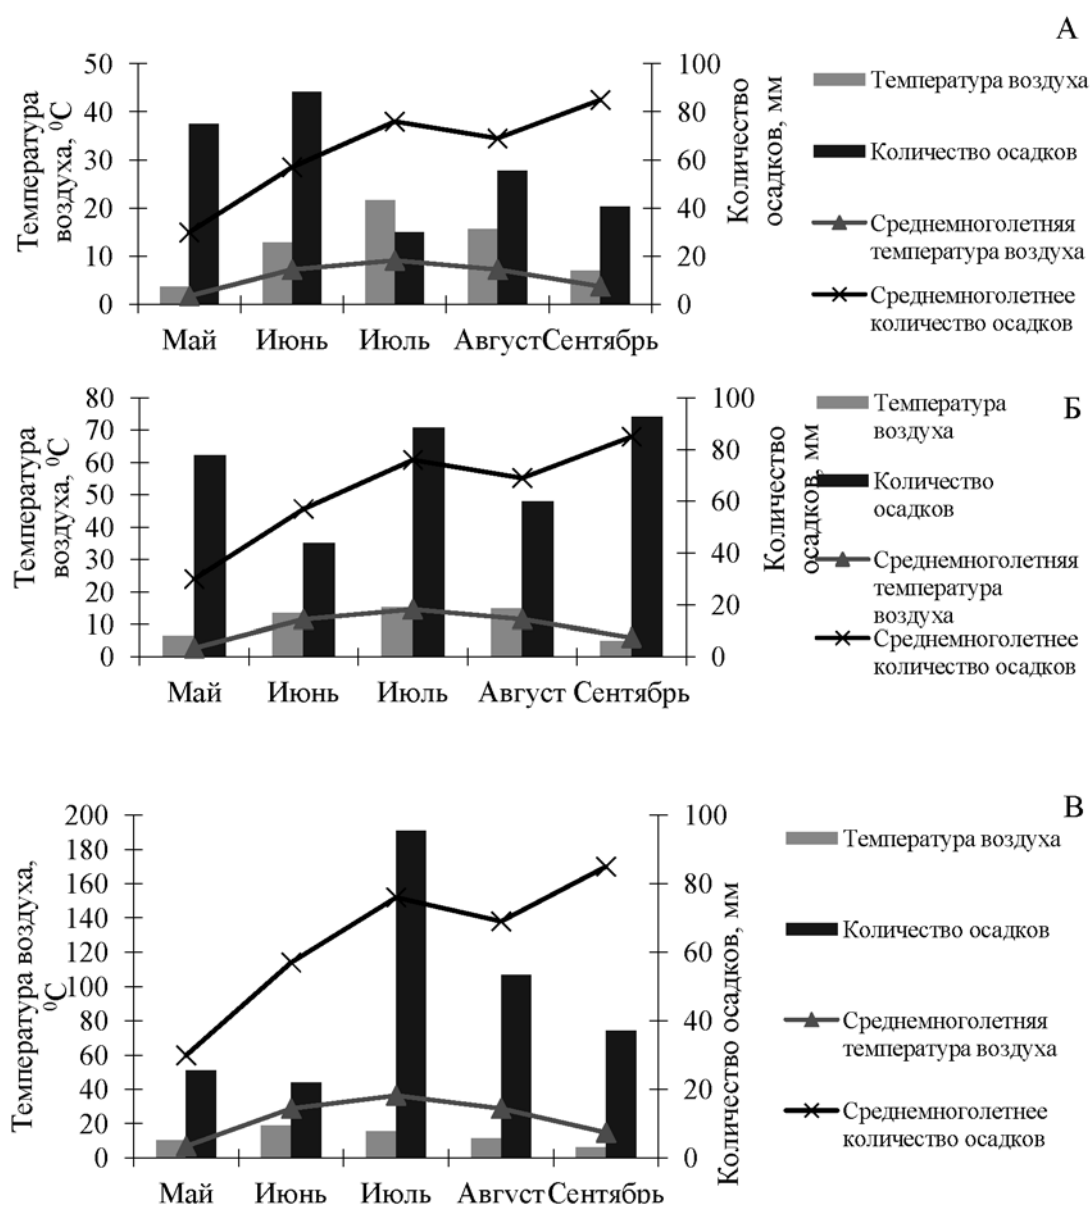 А
Температура
воздуха, ⁰С
50
40
30
20
10
0
100
80
60
40
20
0
Количество
осадков, мм
Май
Июнь
Июль
Август
Сентябрь
Температура воздуха
Количество осадков
Среднемноголетняя
температура воздуха
Среднемноголетнее
количество осадков
Б
Температура
воздуха, ⁰С
80
70
60
50
40
30
20
10
0
100
80
60
40
20
0
Количество
осадков, мм
Май
Июнь
Июль
Август
Сентябрь
Температура
воздуха
Количество
осадков
Среднемноголетняя
температура
воздуха
Среднемноголетнее
количество осадков
В
Температура воздуха,
⁰С
200
180
160
140
120
100
80
60
40
20
0
100
80
60
40
20
0
Количество осадков, мм
Май
Июнь
Июль
Август
Сентябрь
Температура воздуха
Количество осадков
Среднемноголетняя
температура воздуха
Среднемноголетнее
количество осадков